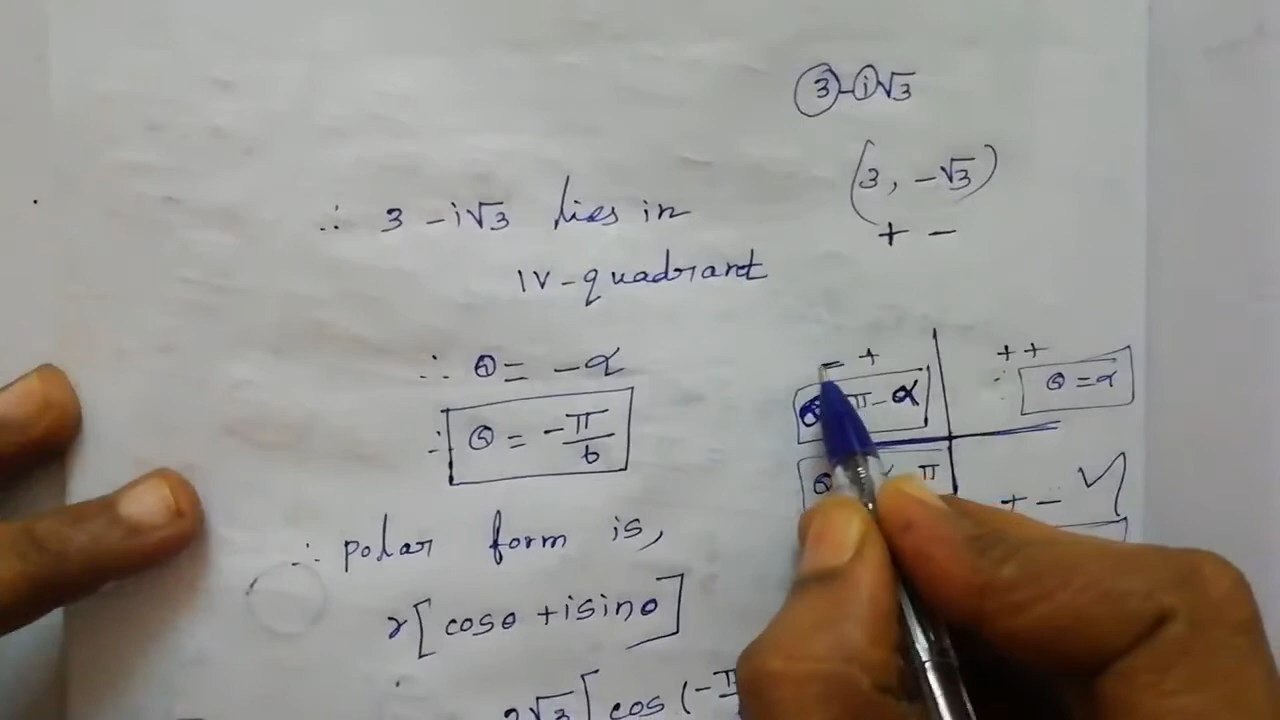 3-i√3
(3, -√3)
+ -
∴ 3 -i√3 lies in
IV-quadrant
∴ θ = -α
∴ θ = -π/6
- +
π-α
+ +
∴ θ=α
π
+ -
∴ polar form is,
r[cosθ +isinθ]
2√3[cos(-π